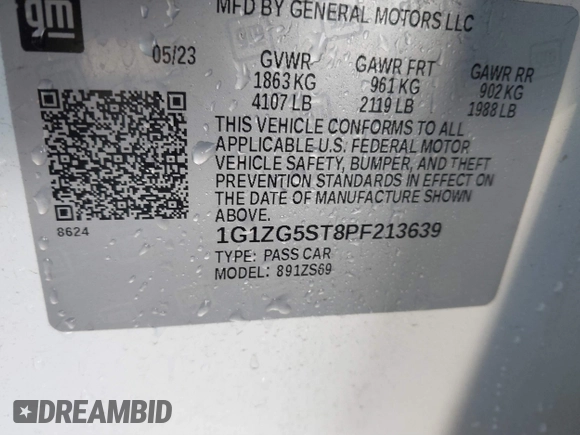 gm
MFD BY GENERAL MOTORS LLC
05/23
GVWR
1863 KG
4107 LB
GAWR FRT
961 KG
2119 LB
GAWR RR
902 KG
1988 LB
THIS VEHICLE CONFORMS TO ALL
APPLICABLE U.S. FEDERAL MOTOR
VEHICLE SAFETY, BUMPER, AND THEFT
PREVENTION STANDARDS IN EFFECT ON
THE DATE OF MANUFACTURE SHOWN
ABOVE.
8624
1G1ZG5ST8PF213639
TYPE: PASS CAR
MODEL: 891ZS69
DREAMBID